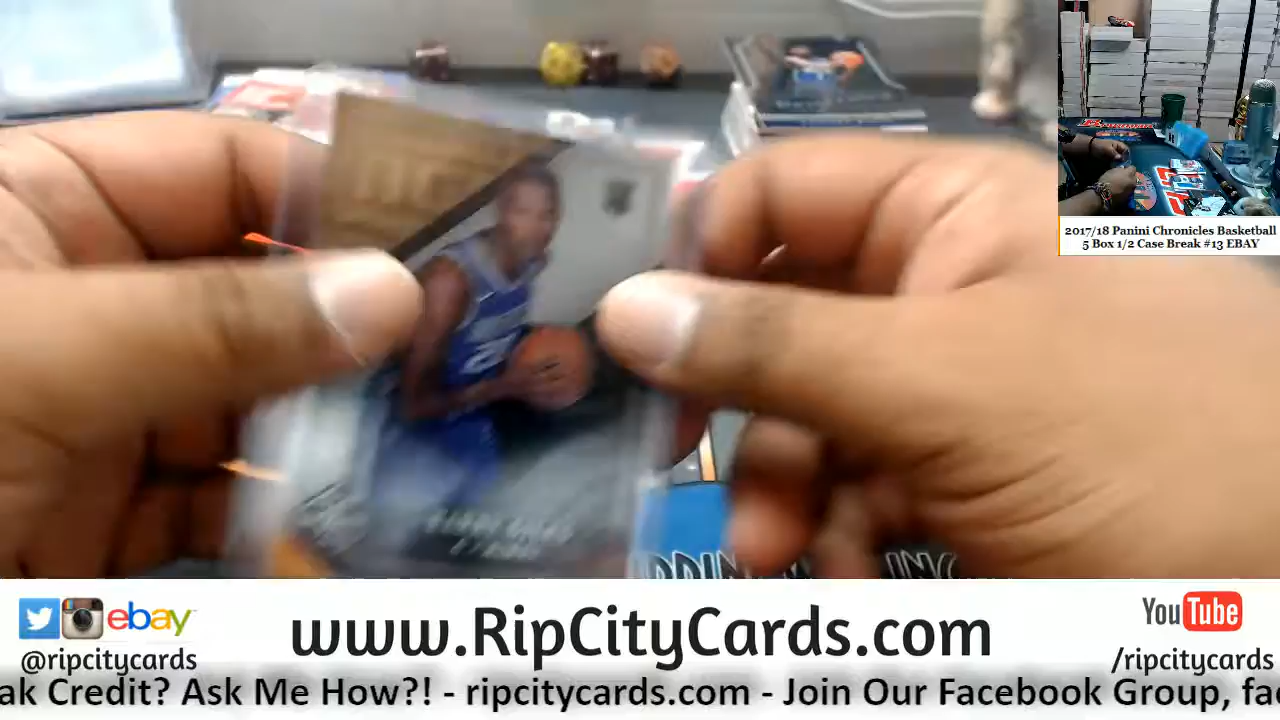 2017/18 Panini Chronicles Basketball
5 Box 1/2 Case Break #13 EBAY
ebay
www.RipCityCards.com
YouTube
@ripcitycards
/ripcitycards
ak Credit? Ask Me How?! - ripcitycards.com - Join Our Facebook Group, fac